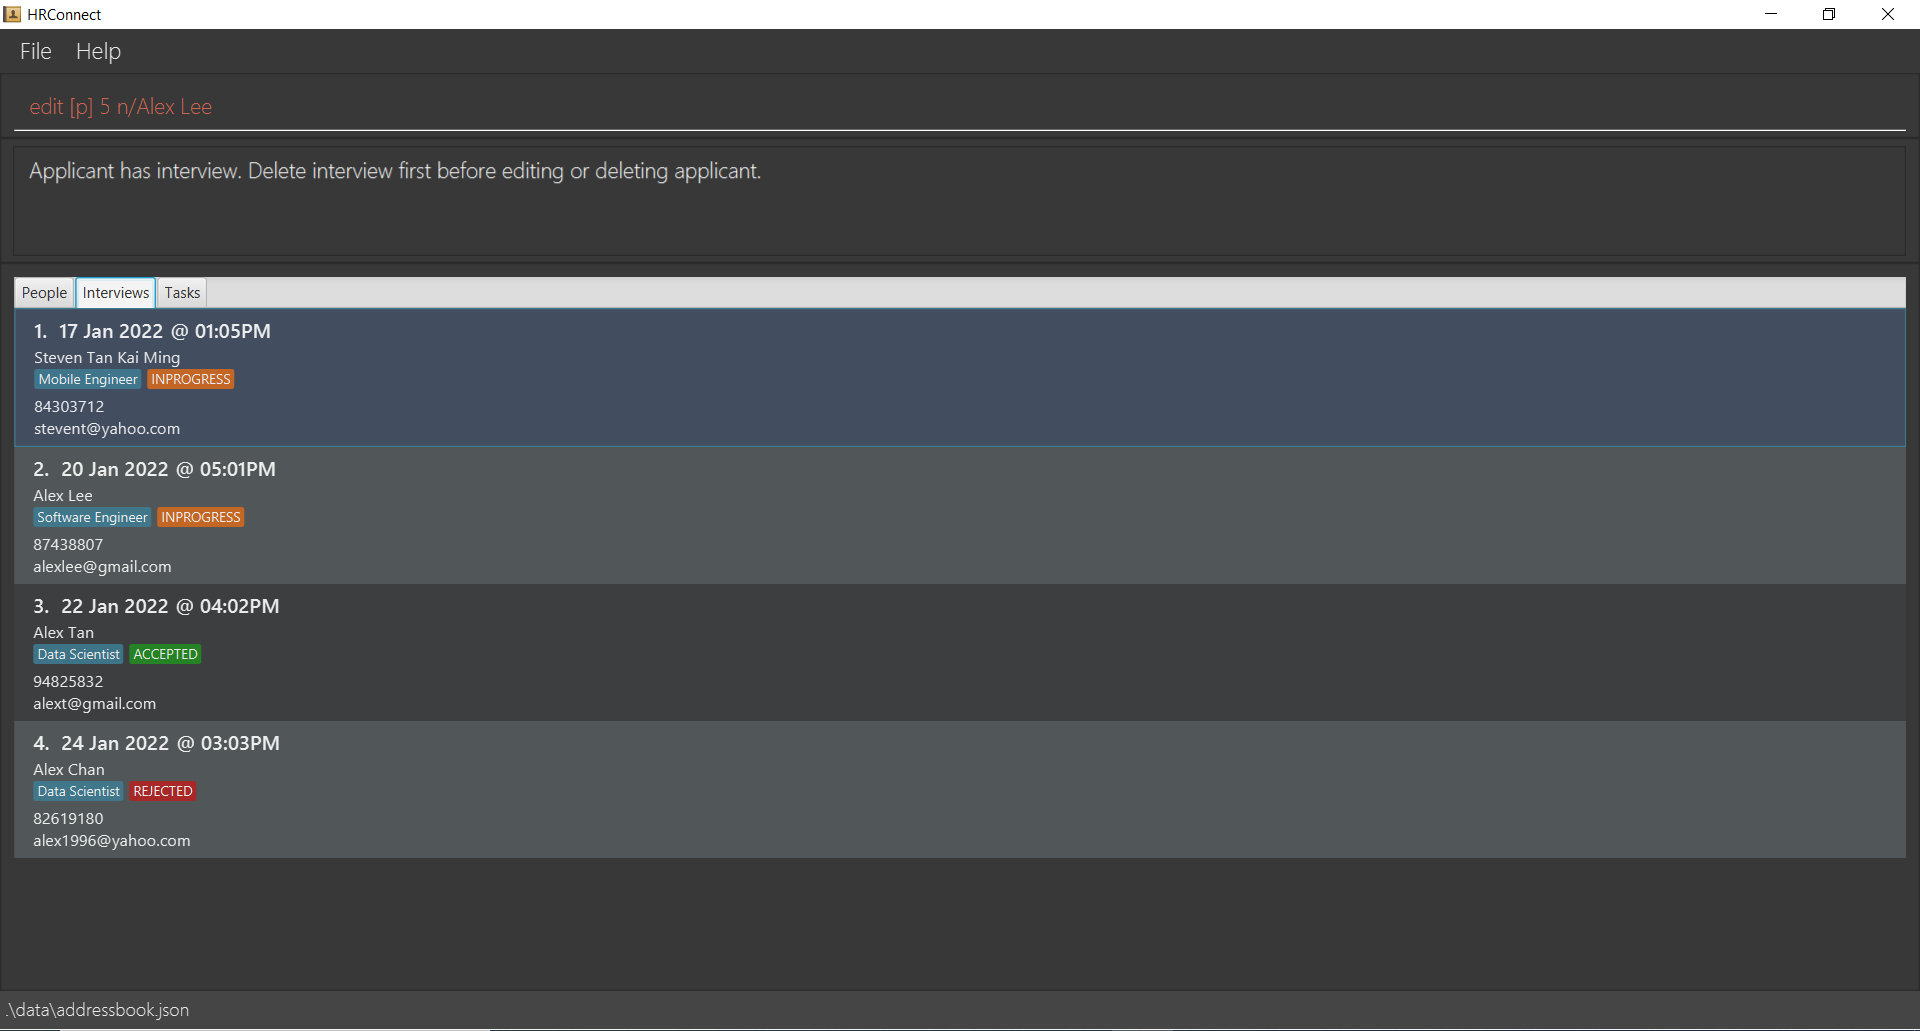 HRConnect
File Help
edit [p] 5 n/Alex Lee
Applicant has interview. Delete interview first before editing or deleting applicant.
People Interviews Tasks
1. 17 Jan 2022 @ 01:05PM
Steven Tan Kai Ming
Mobile Engineer INPROGRESS
84303712
stevent@yahoo.com
2. 20 Jan 2022 @ 05:01PM
Alex Lee
Software Engineer INPROGRESS
87438807
alexlee@gmail.com
3. 22 Jan 2022 @ 04:02PM
Alex Tan
Data Scientist ACCEPTED
94825832
alext@gmail.com
4. 24 Jan 2022 @ 03:03PM
Alex Chan
Data Scientist REJECTED
82619180
alex1996@yahoo.com
.\data\addressbook.json